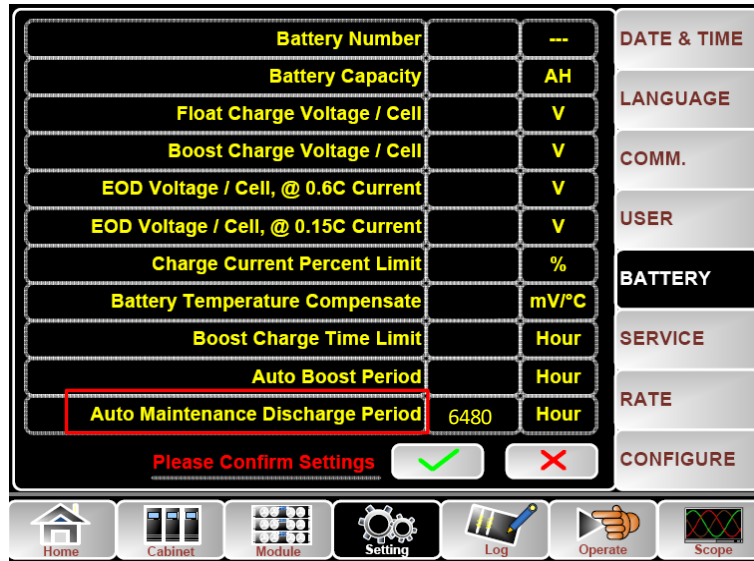 Battery Number --- DATE & TIME
Battery Capacity AH
LANGUAGE
Float Charge Voltage / Cell V
Boost Charge Voltage / Cell V
COMM.
EOD Voltage / Cell, @ 0.6C Current V
USER
EOD Voltage / Cell, @ 0.15C Current V
Charge Current Percent Limit %
BATTERY
Battery Temperature Compensate mV/°C
Boost Charge Time Limit Hour SERVICE
Auto Boost Period Hour
RATE
Auto Maintenance Discharge Period 6480 Hour
Please Confirm Settings CONFIGURE
Home Cabinet Module Setting Log Operate Scope